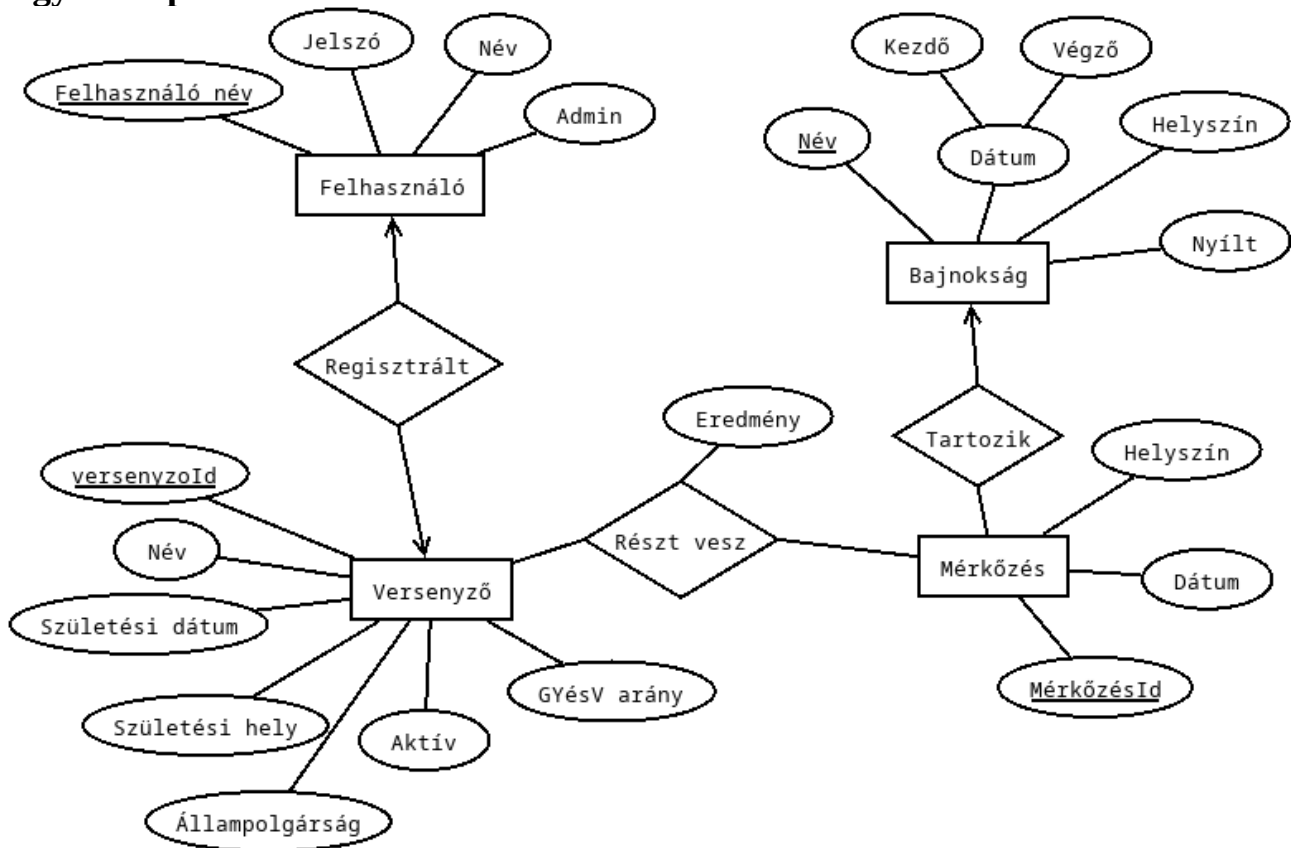 Jelszó
Név
Felhasználó név
Admin
Felhasználó
Kezdő
Végző
Név
Dátum
Helyszín
Nyílt
Bajnokság
Regisztrált
Eredmény
Tartozik
Helyszín
versenyzoId
Név
Részt vesz
Mérkőzés
Dátum
Versenyző
Születési dátum
GYésV arány
MérkőzésId
Születési hely
Aktív
Állampolgárság